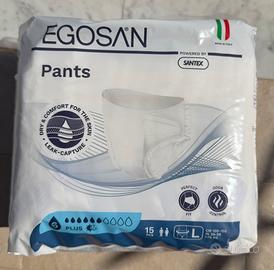 EGOSAN
Pants
POWERED BY
SANTEX
DRY & COMFORT FOR THE SKIN
LEAK-CAPTURE
PERFECT
FIT
ODOR
CONTROL
PLUS
15
L